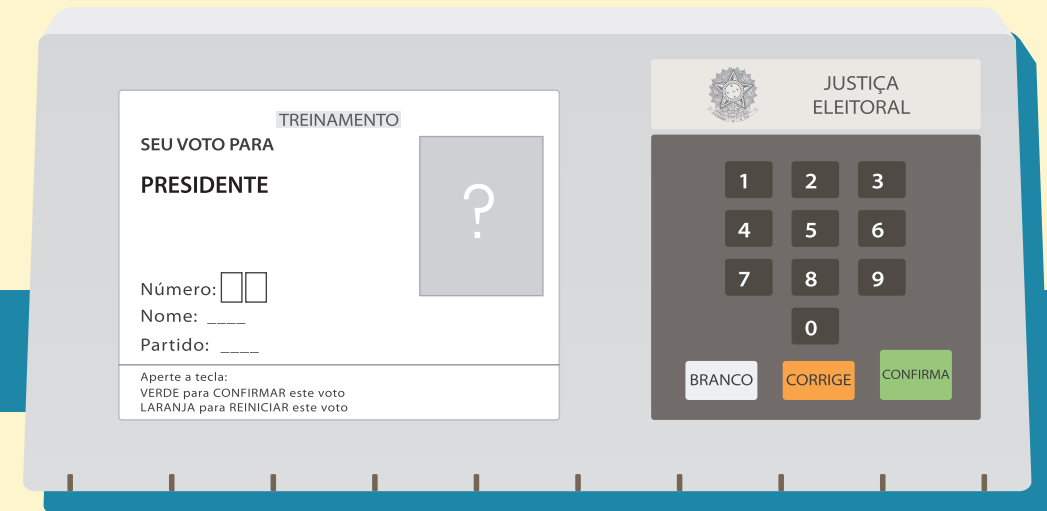 TREINAMENTO
SEU VOTO PARA
PRESIDENTE
?
Número:
Nome: ____
Partido: ____
Aperte a tecla:
VERDE para CONFIRMAR este voto
LARANJA para REINICIAR este voto
JUSTIÇA
ELEITORAL
1 2 3
4 5 6
7 8 9
0
BRANCO CORRIGE CONFIRMA